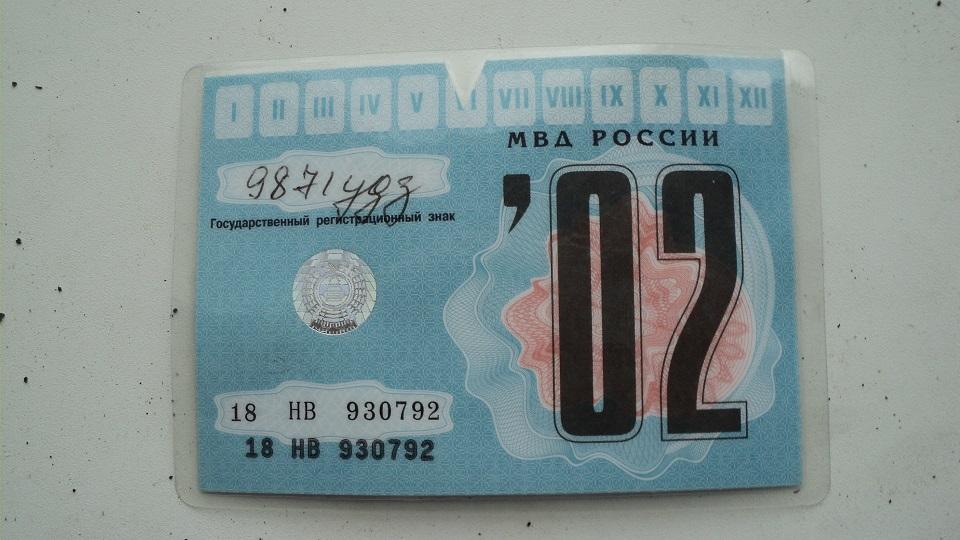 I II III IV V VI VII VIII IX X XI XII
МВД РОССИИ
9871удз
Государственный регистрационный знак
'02
18 НВ 930792
18 НВ 930792